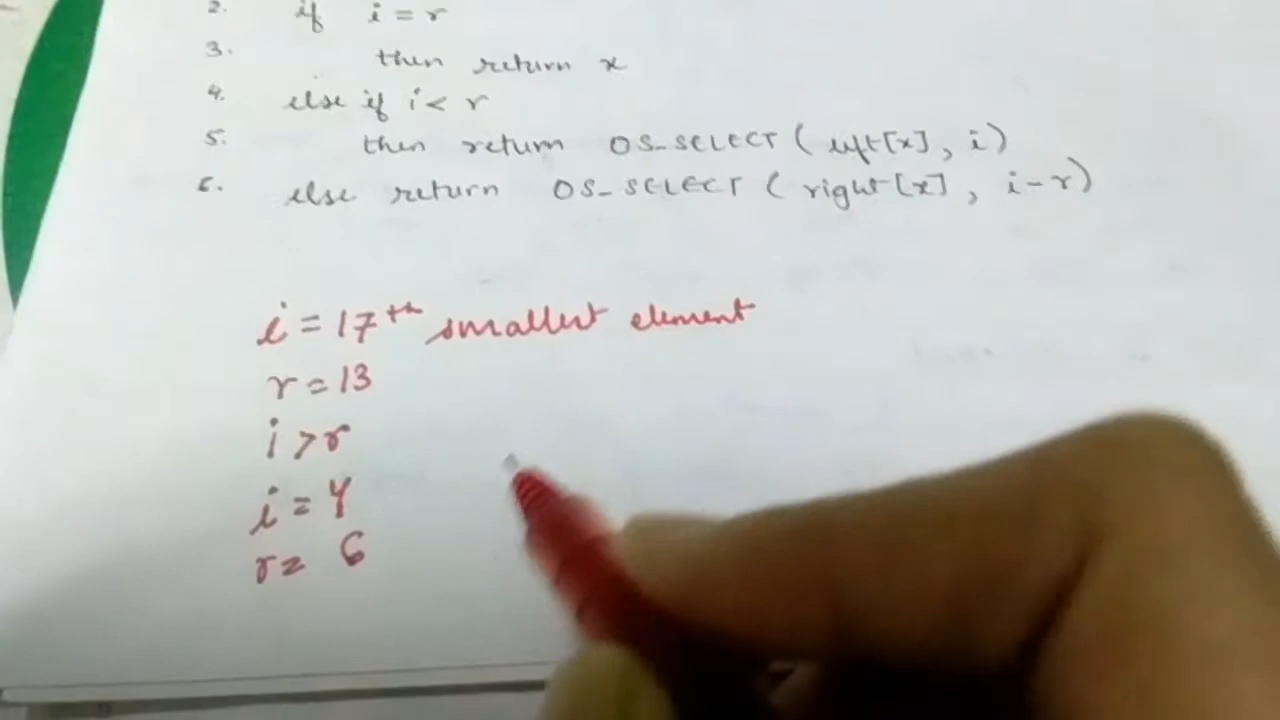 2. if i = r
3. then return x
4. else if i < r
5. then return OS-SELECT ( left[x] , i )
6. else return OS-SELECT ( right[x] , i-r )
i = 17th smallest element
r = 13
i > r
i = 4
r = 6